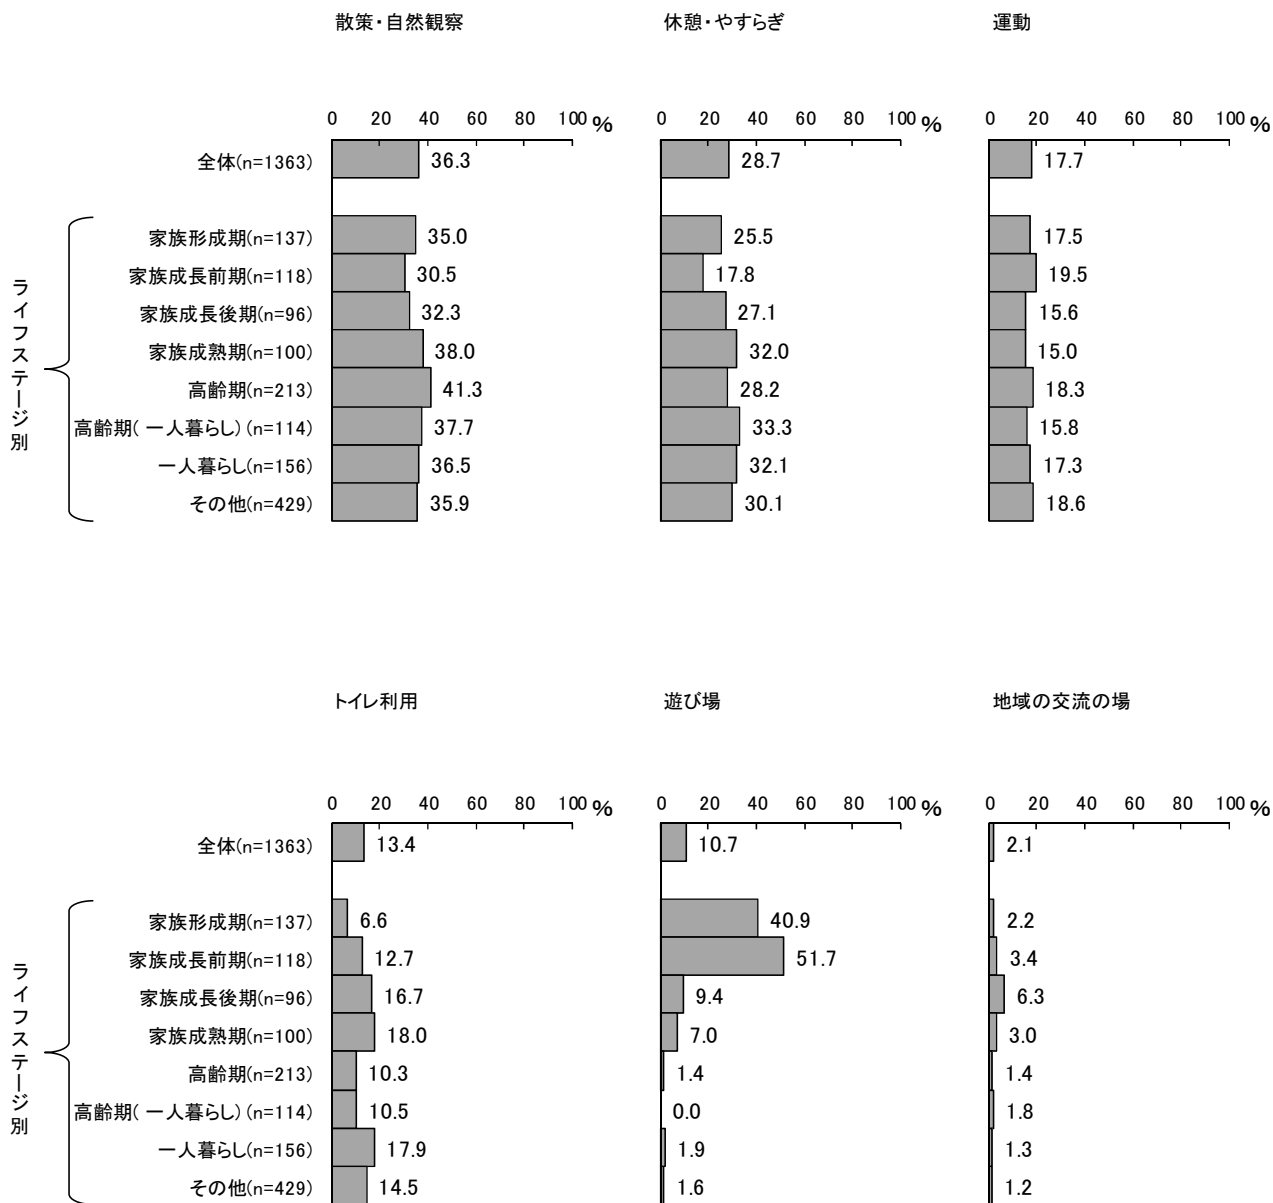 散策・自然観察 休憩・やすらぎ 運動
0 20 40 60 80 100 % 0 20 40 60 80 100 % 0 20 40 60 80 100 %
全体(n=1363) 36.3 28.7 17.7
ライフステージ別
家族形成期(n=137) 35.0 25.5 17.5
家族成長前期(n=118) 30.5 17.8 19.5
家族成長後期(n=96) 32.3 27.1 15.6
家族成熟期(n=100) 38.0 32.0 15.0
高齢期(n=213) 41.3 28.2 18.3
高齢期(一人暮らし)(n=114) 37.7 33.3 15.8
一人暮らし(n=156) 36.5 32.1 17.3
その他(n=429) 35.9 30.1 18.6
トイレ利用 遊び場 地域の交流の場
0 20 40 60 80 100 % 0 20 40 60 80 100 % 0 20 40 60 80 100 %
全体(n=1363) 13.4 10.7 2.1
ライフステージ別
家族形成期(n=137) 6.6 40.9 2.2
家族成長前期(n=118) 12.7 51.7 3.4
家族成長後期(n=96) 16.7 9.4 6.3
家族成熟期(n=100) 18.0 7.0 3.0
高齢期(n=213) 10.3 1.4 1.4
高齢期(一人暮らし)(n=114) 10.5 0.0 1.8
一人暮らし(n=156) 17.9 1.9 1.3
その他(n=429) 14.5 1.6 1.2